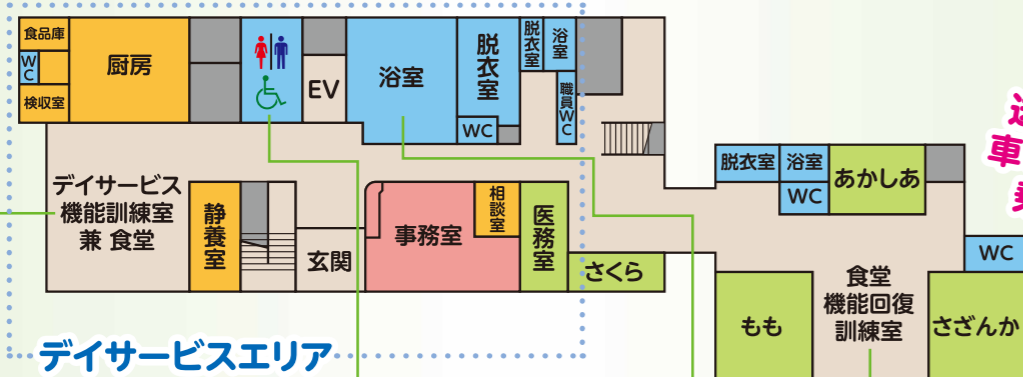 食品庫
WC
検収室
厨房
EV
浴室
脱衣室
WC
脱衣室
浴室
職員WC
デイサービス
機能訓練室
兼 食堂
静養室
玄関
事務室
相談室
医務室
さくら
脱衣室
浴室
WC
あかしあ
WC
もも
食堂
機能回復
訓練室
さざんか
デイサービスエリア
車